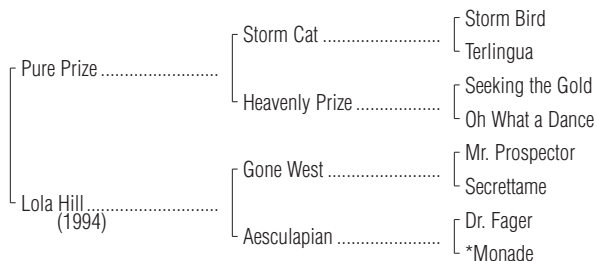 Storm Bird
Storm Cat ........................
Terlingua
Pure Prize .........................
Seeking the Gold
Heavenly Prize ..................
Oh What a Dance
Mr. Prospector
Gone West .......................
Secrettame
Lola Hill............................
(1994)
Dr. Fager
Aesculapian ......................
*Monade